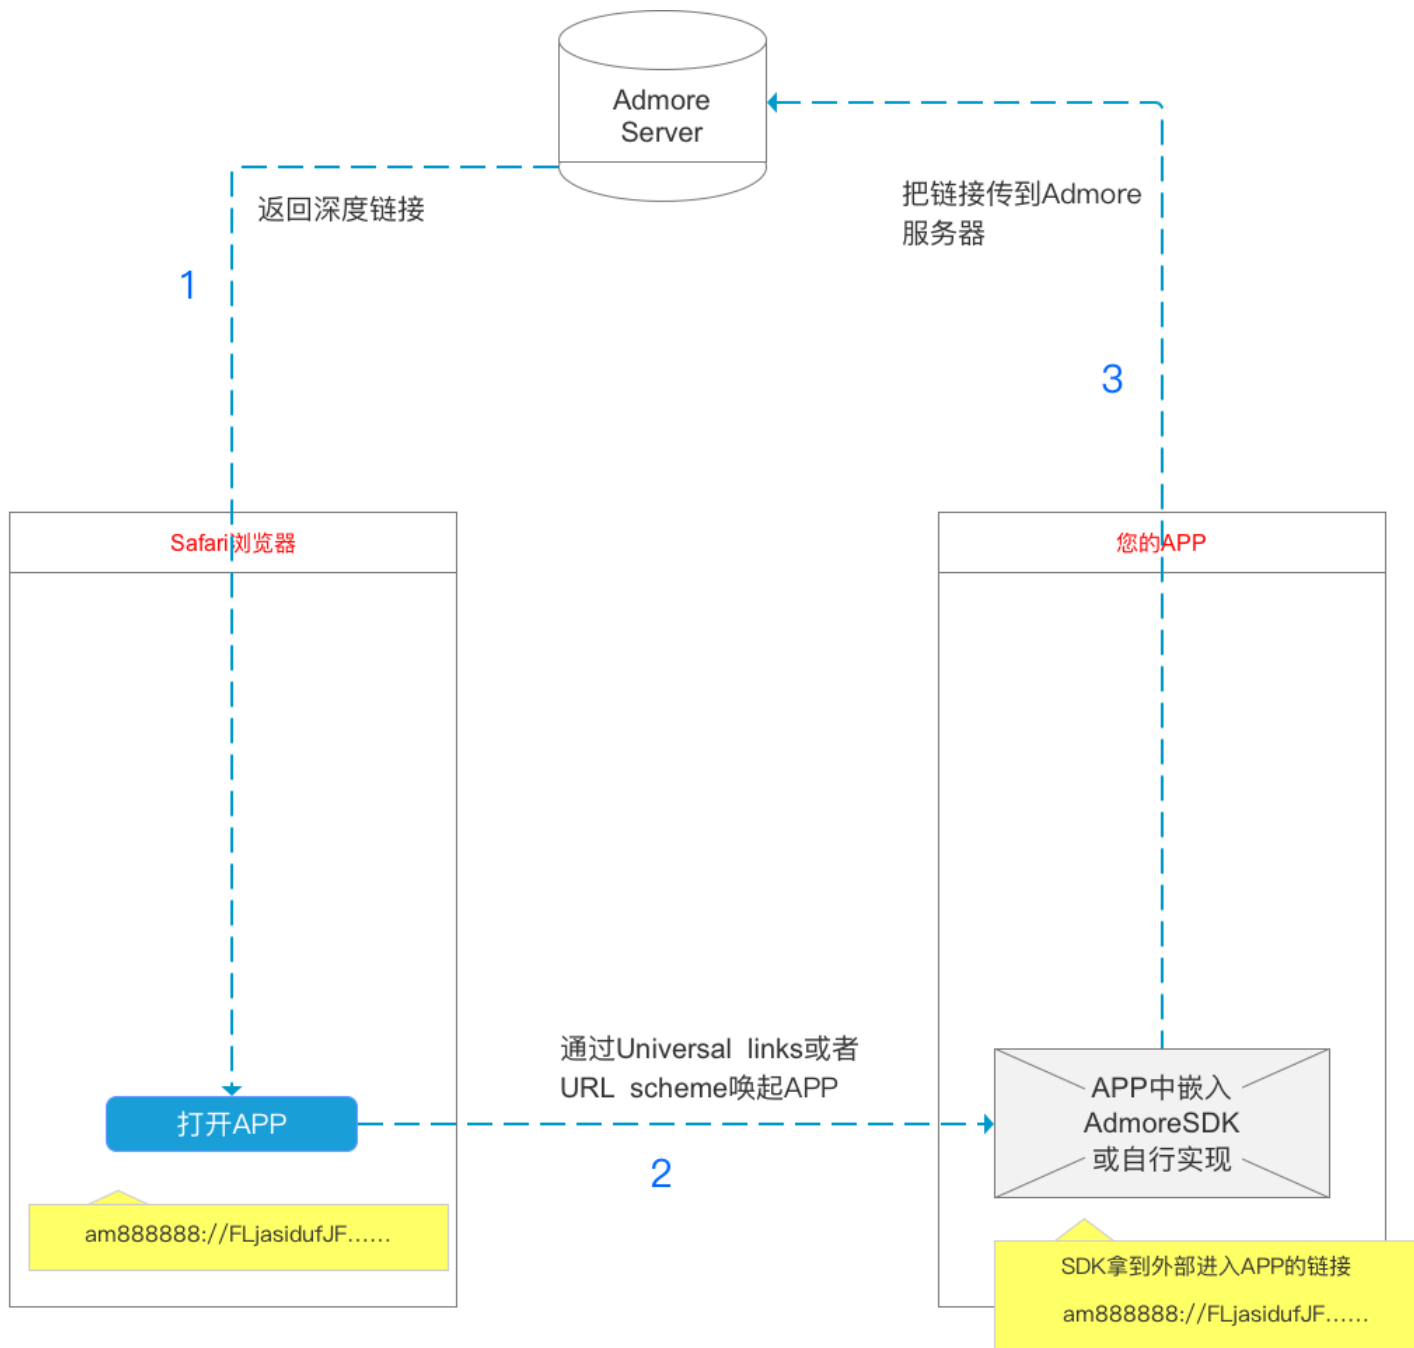 Admore
Server
返回深度链接
把链接传到Admore
服务器
1
3
Safari浏览器
您的APP
通过Universal links或者
URL scheme唤起APP
打开APP
2
APP中嵌入
AdmoreSDK
或自行实现
am888888://FLjasidufJF……
SDK拿到外部进入APP的链接
am888888://FLjasidufJF……